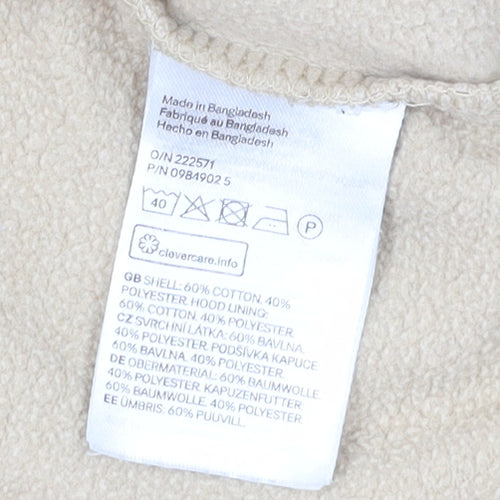 Made in Bangladesh
Fabriqué au Bangladesh
Hecho en Bangladesh
O/N 222571
P/N 0984902 5
40 P
clevercare.info
GB SHELL: 60% COTTON. 40%
POLYESTER. HOOD LINING:
60% COTTON. 40% POLYESTER.
CZ SVRCHNÍ LÁTKA: 60% BAVLNA.
40% POLYESTER. PODŠÍVKA KAPUCE
60% BAVLNA. 40% POLYESTER.
DE OBERMATERIAL: 60% BAUMWOLLE.
40% POLYESTER. KAPUZENFUTTER
60% BAUMWOLLE. 40% POLYESTER
EE ÜMBRIS: 60% PUUVILL.